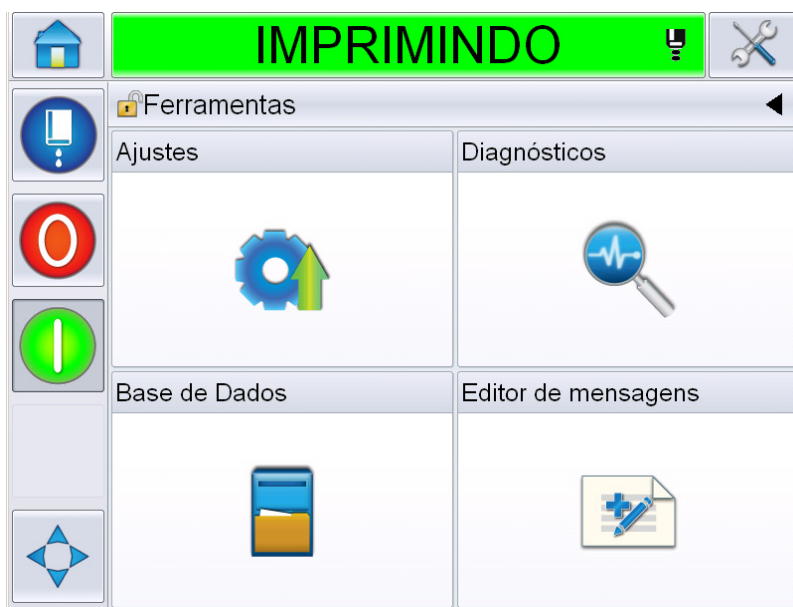 IMPRIMINDO
Ferramentas
Ajustes
Diagnósticos
Base de Dados
Editor de mensagens